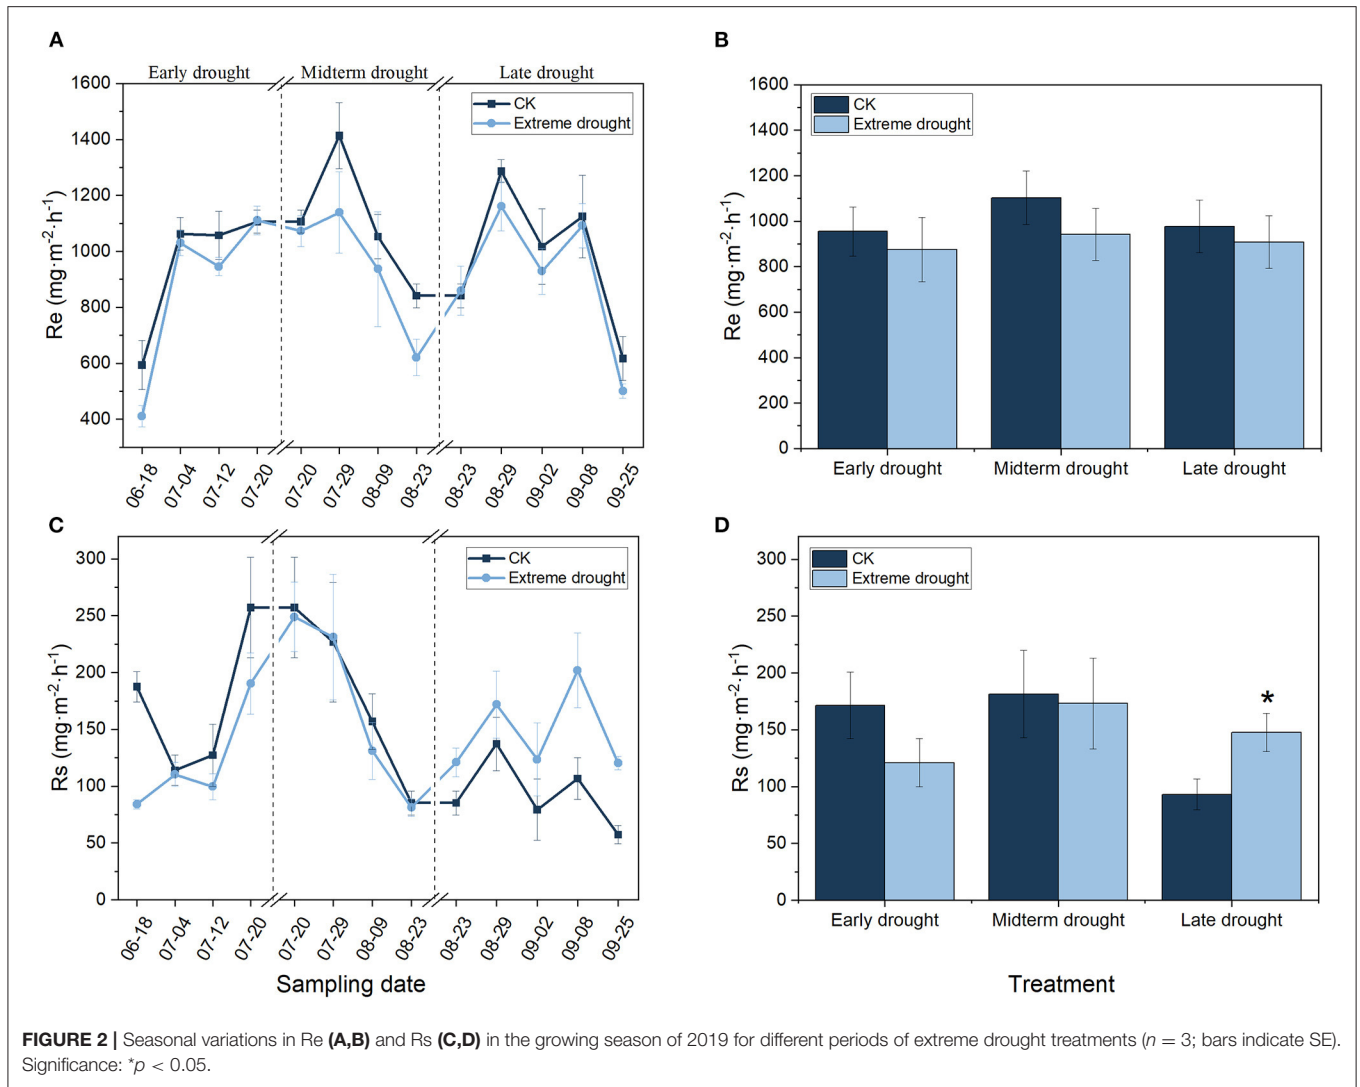 A
Early drought Midterm drought Late drought
1600
1400
1200
1000
800
600
400
Re (mg·m⁻²·h⁻¹)
CK
Extreme drought
06-18 07-04 07-12 07-20 07-20 07-29 08-09 08-23 08-23 08-29 09-02 09-08 09-25
B
1600
1400
1200
1000
800
600
400
200
0
Re (mg·m⁻²·h⁻¹)
CK
Extreme drought
Early drought Midterm drought Late drought
C
300
250
200
150
100
50
0
Rs (mg·m⁻²·h⁻¹)
CK
Extreme drought
06-18 07-04 07-12 07-20 07-20 07-29 08-09 08-23 08-23 08-29 09-02 09-08 09-25
Sampling date
D
300
250
200
150
100
50
0
Rs (mg·m⁻²·h⁻¹)
CK
Extreme drought
*
Early drought Midterm drought Late drought
Treatment
FIGURE 2 | Seasonal variations in Re (A,B) and Rs (C,D) in the growing season of 2019 for different periods of extreme drought treatments (n = 3; bars indicate SE).
Significance: *p < 0.05.